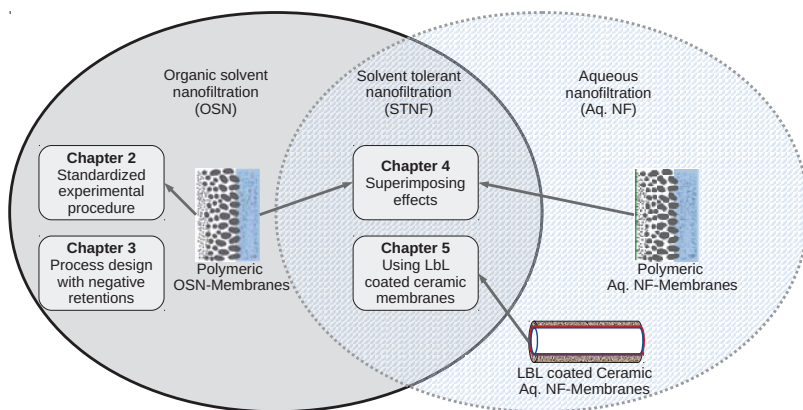 Organic solvent
nanofiltration
(OSN)
Solvent tolerant
nanofiltration
(STNF)
Aqueous
nanofiltration
(Aq. NF)
Chapter 2
Standardized
experimental
procedure
Chapter 4
Superimposing
effects
Chapter 3
Process design
with negative
retentions
Polymeric
OSN-Membranes
Chapter 5
Using LbL
coated ceramic
membranes
Polymeric
Aq. NF-Membranes
LBL coated Ceramic
Aq. NF-Membranes